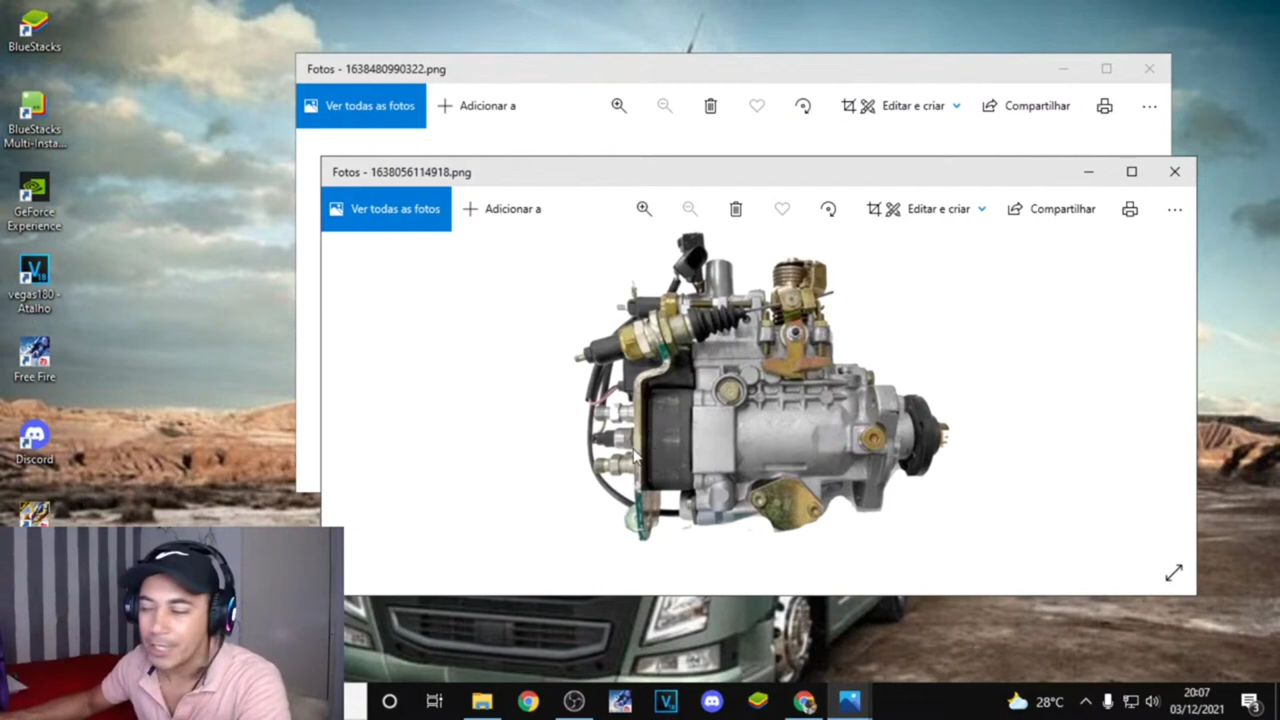 BlueStacks
BlueStacks
Multi-Insta...
GeForce
Experience
vegas180 -
Atalho
Free Fire
Discord
Fotos - 1638480990322.png
Ver todas as fotos
Adicionar a
Editar e criar
Compartilhar
Fotos - 1638056114918.png
Ver todas as fotos
Adicionar a
Editar e criar
Compartilhar
28°C
20:07
03/12/2021
3